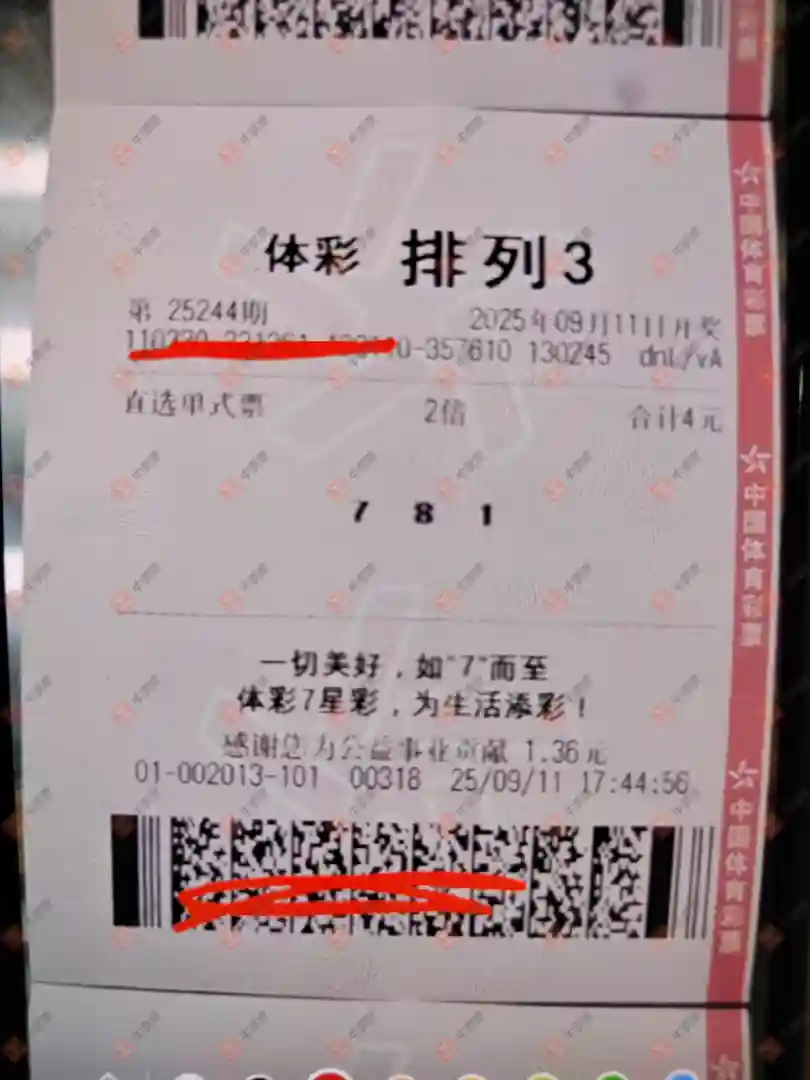 体彩 排列3
第 25244期 2025年09月11日开奖
0-357610 130245 dnL/vA
直选单式票 2倍 合计4元
7 8 1
一切美好，如"7"而至
体彩7星彩，为生活添彩！
感谢您为公益事业贡献 1.36元
01-002013-101 00318 25/09/11 17:44:56
中国体育彩票
中国体育彩票
中国体育彩票